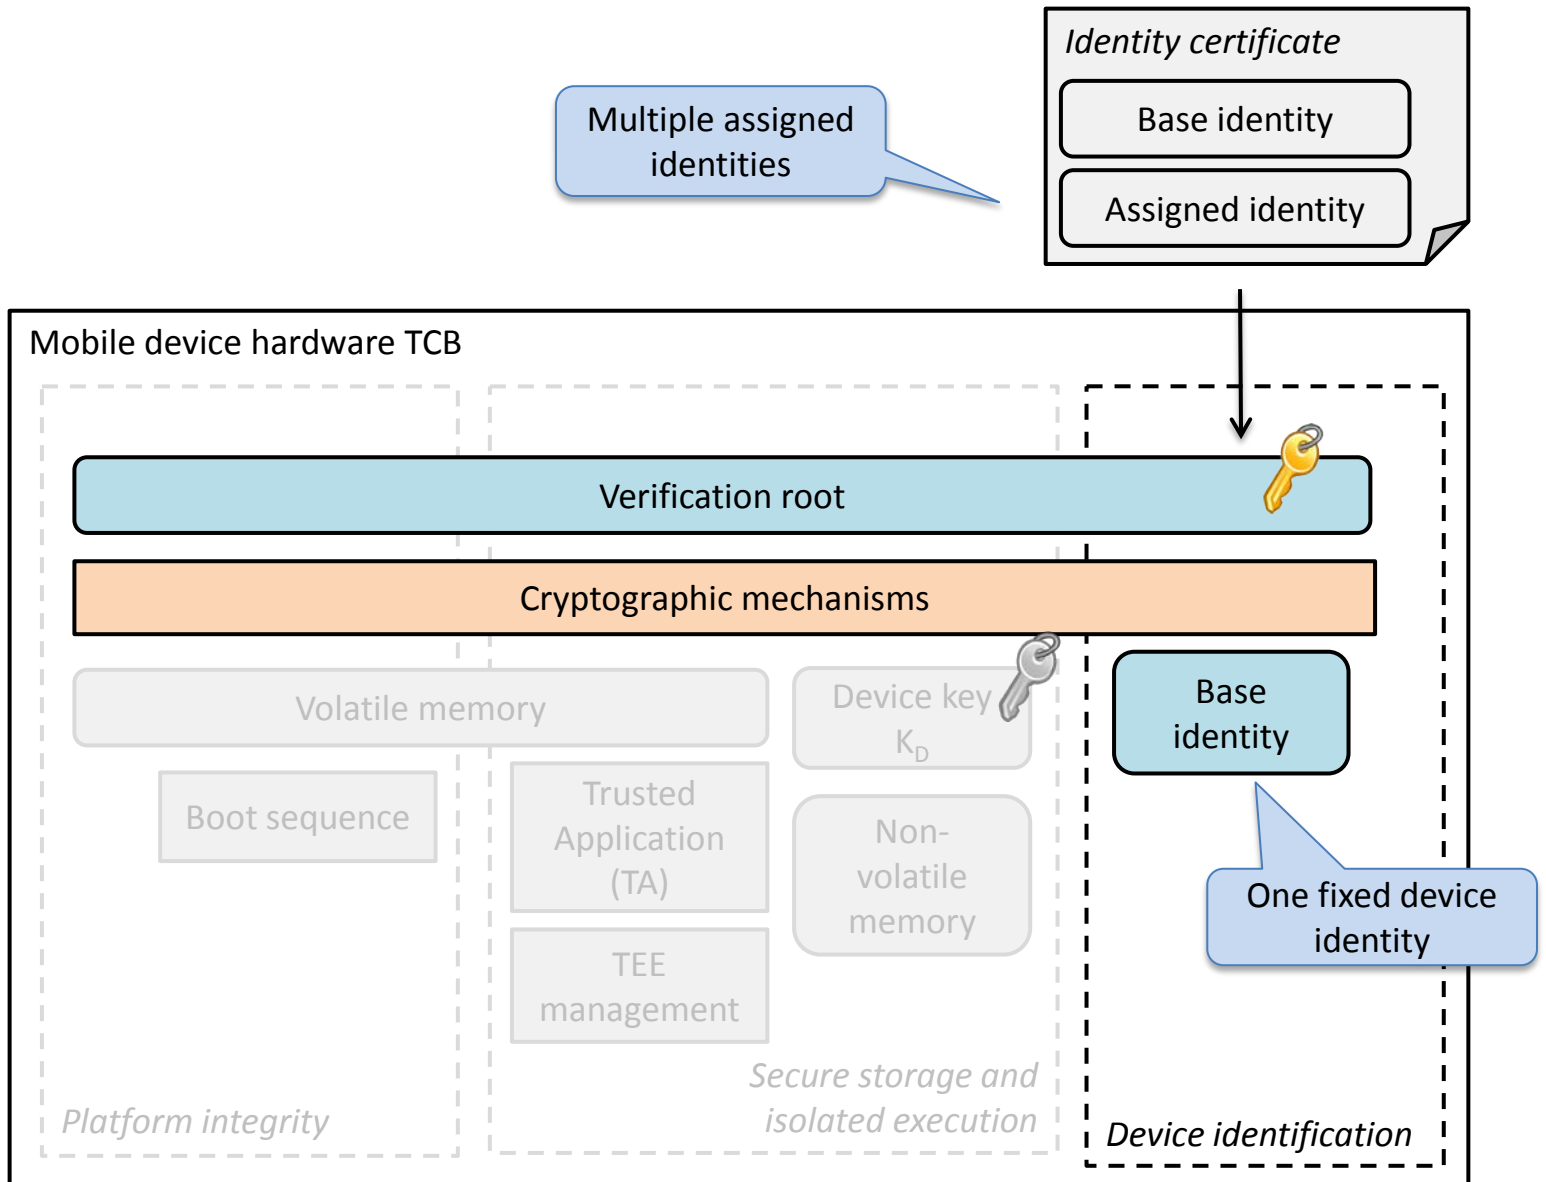 Identity certificate
Base identity
Assigned identity
Multiple assigned
identities
Mobile device hardware TCB
Verification root
Cryptographic mechanisms
Volatile memory
Device key
K_D
Base
identity
Boot sequence
Trusted
Application
(TA)
Non-
volatile
memory
One fixed device
identity
TEE
management
Secure storage and
isolated execution
Platform integrity
Device identification